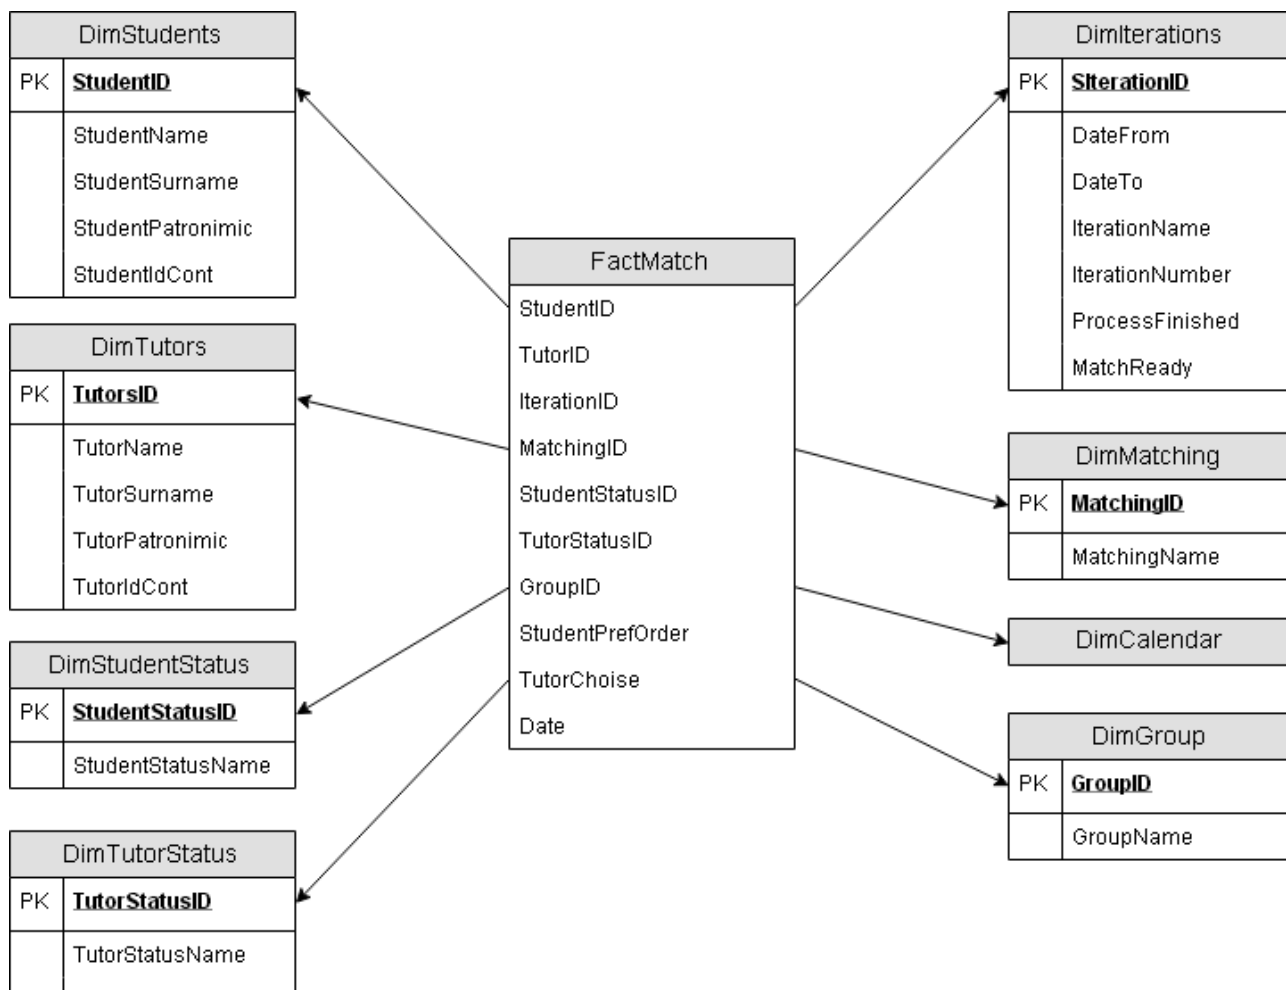 DimStudents
PK StudentID
StudentName
StudentSurname
StudentPatronimic
StudentIdCont
DimTutors
PK TutorsID
TutorName
TutorSurname
TutorPatronimic
TutorIdCont
DimStudentStatus
PK StudentStatusID
StudentStatusName
DimTutorStatus
PK TutorStatusID
TutorStatusName
FactMatch
StudentID
TutorID
IterationID
MatchingID
StudentStatusID
TutorStatusID
GroupID
StudentPrefOrder
TutorChoise
Date
DimIterations
PK SIterationID
DateFrom
DateTo
IterationName
IterationNumber
ProcessFinished
MatchReady
DimMatching
PK MatchingID
MatchingName
DimCalendar
DimGroup
PK GroupID
GroupName